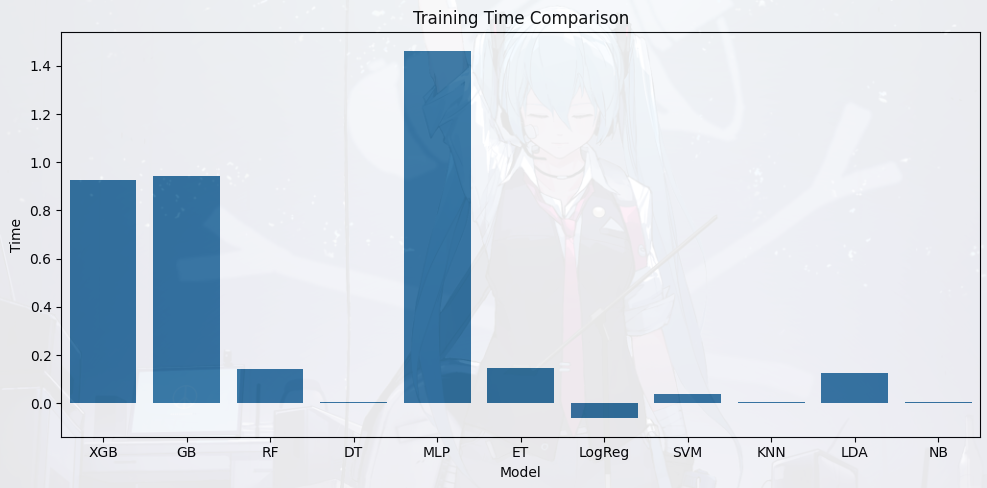 Training Time Comparison
Time
1.4
1.2
1.0
0.8
0.6
0.4
0.2
0.0
XGB GB RF DT MLP ET LogReg SVM KNN LDA NB
Model